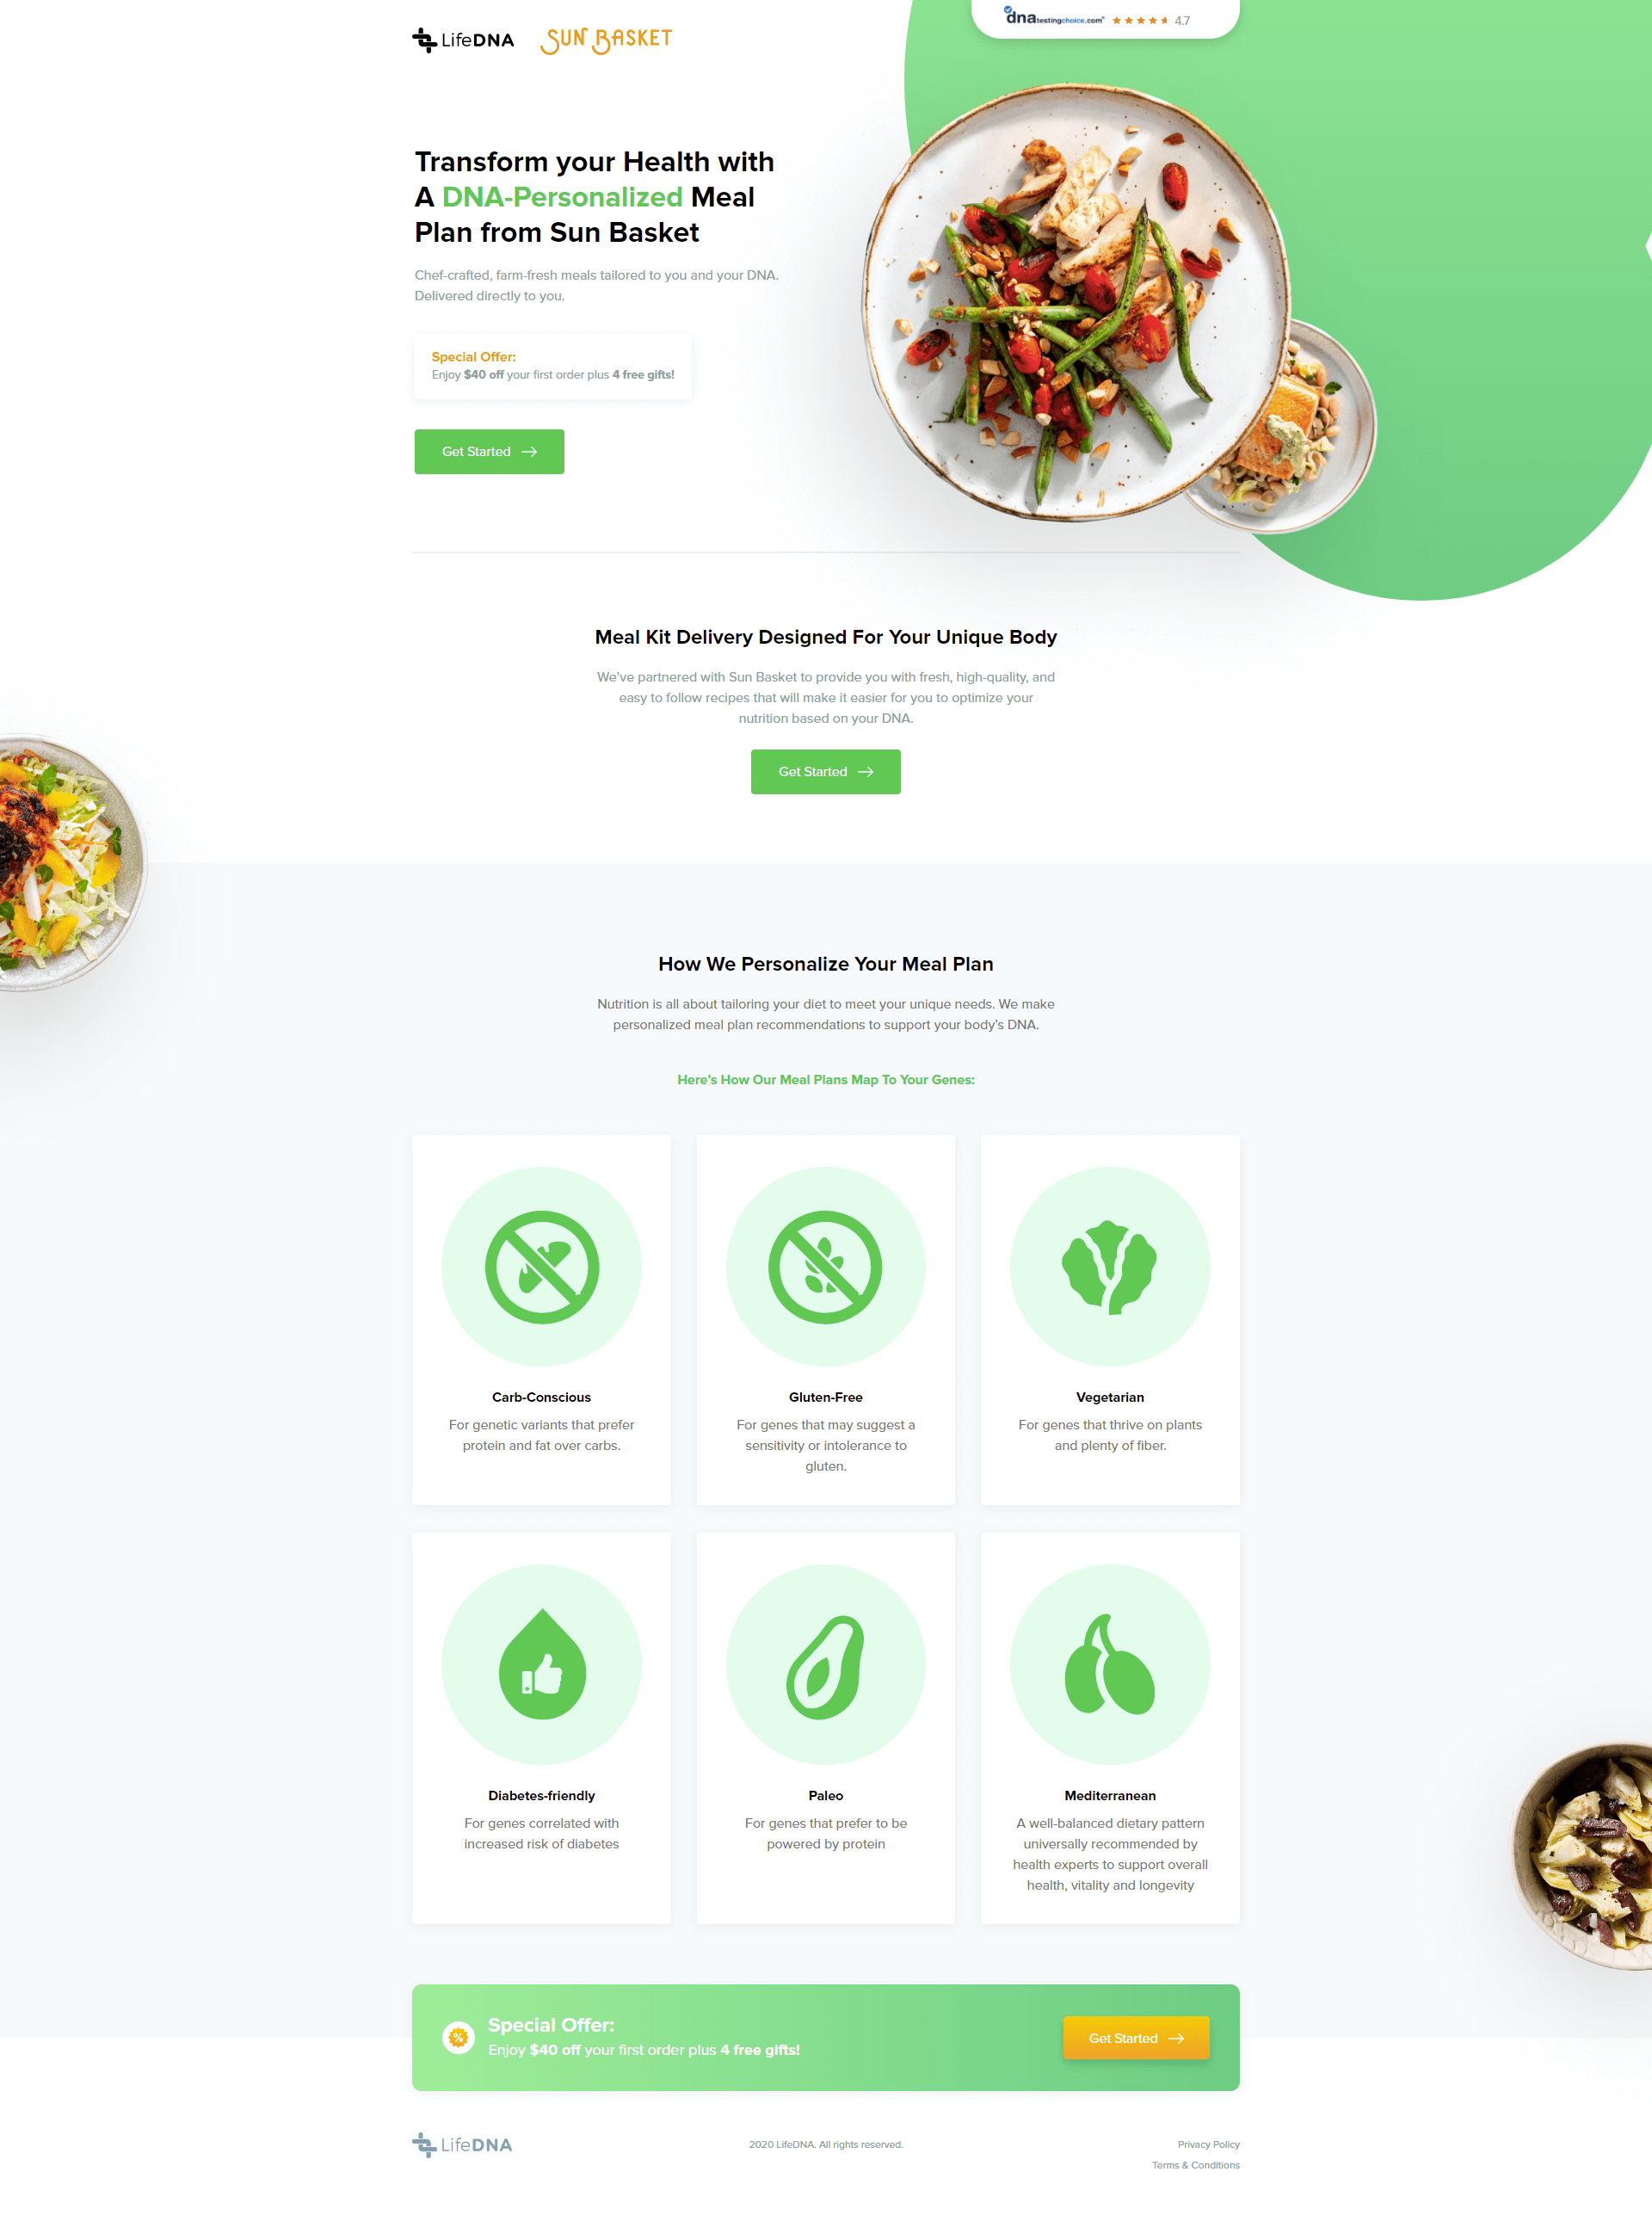 LifeDNA
SUN BASKET
dnatestingchoice.com
4.7
Transform your Health with
A DNA-Personalized Meal
Plan from Sun Basket
Chef-crafted, farm-fresh meals tailored to you and your DNA.
Delivered directly to you.
Special Offer:
Enjoy $40 off your first order plus 4 free gifts!
Get Started
Meal Kit Delivery Designed For Your Unique Body
We’ve partnered with Sun Basket to provide you with fresh, high-quality, and
easy to follow recipes that will make it easier for you to optimize your
nutrition based on your DNA.
Get Started
How We Personalize Your Meal Plan
Nutrition is all about tailoring your diet to meet your unique needs. We make
personalized meal plan recommendations to support your body’s DNA.
Here’s How Our Meal Plans Map To Your Genes:
Carb-Conscious
For genetic variants that prefer
protein and fat over carbs.
Gluten-Free
For genes that may suggest a
sensitivity or intolerance to
gluten.
Vegetarian
For genes that thrive on plants
and plenty of fiber.
Diabetes-friendly
For genes correlated with
increased risk of diabetes
Paleo
For genes that prefer to be
powered by protein
Mediterranean
A well-balanced dietary pattern
universally recommended by
health experts to support overall
health, vitality and longevity
%
Special Offer:
Enjoy $40 off your first order plus 4 free gifts!
Get Started
LifeDNA
2020 LifeDNA. All rights reserved.
Privacy Policy
Terms & Conditions